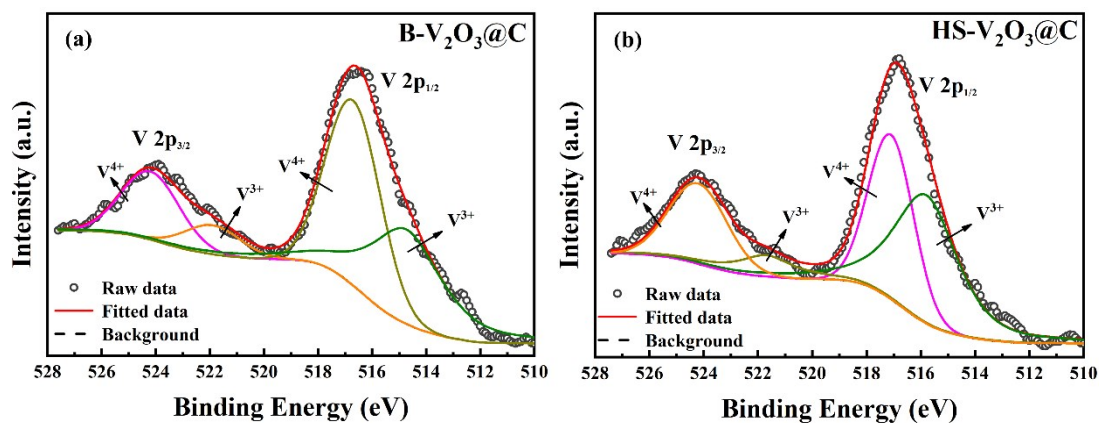 (a)
B-V₂O₃@C
V 2p₁/₂
V 2p₃/₂
V⁴⁺
V³⁺
V⁴⁺
V³⁺
Raw data
Fitted data
Background
Intensity (a.u.)
528 526 524 522 520 518 516 514 512 510
Binding Energy (eV)
(b)
HS-V₂O₃@C
V 2p₁/₂
V 2p₃/₂
V⁴⁺
V³⁺
V⁴⁺
V³⁺
Raw data
Fitted data
Background
Intensity (a.u.)
528 526 524 522 520 518 516 514 512 510
Binding Energy (eV)